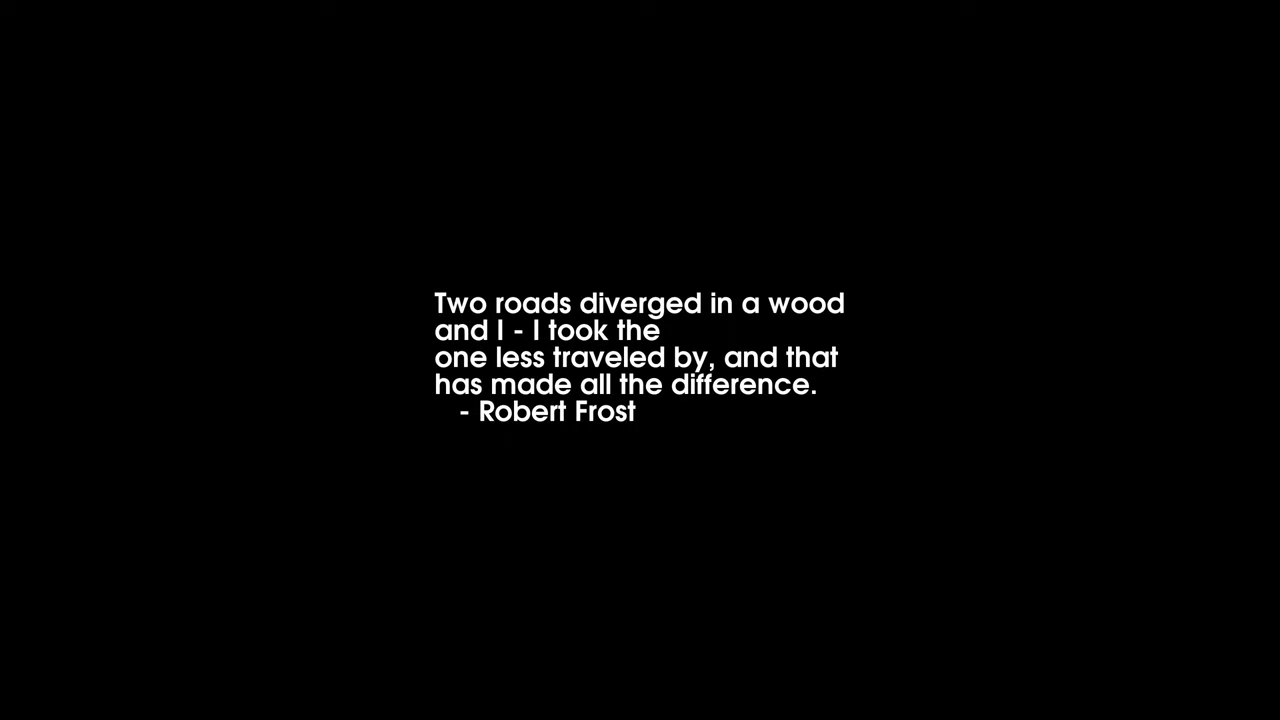 Two roads diverged in a wood
and I - I took the
one less traveled by, and that
has made all the difference.
- Robert Frost